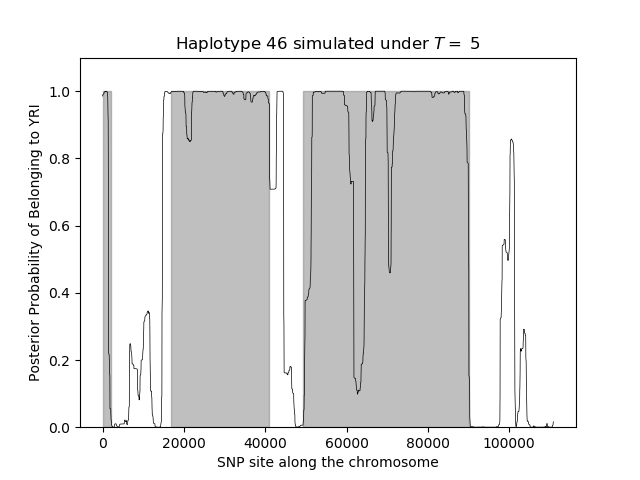 Haplotype 46 simulated under T = 5
Posterior Probability of Belonging to YRI
1.0
0.8
0.6
0.4
0.2
0.0
0 20000 40000 60000 80000 100000
SNP site along the chromosome